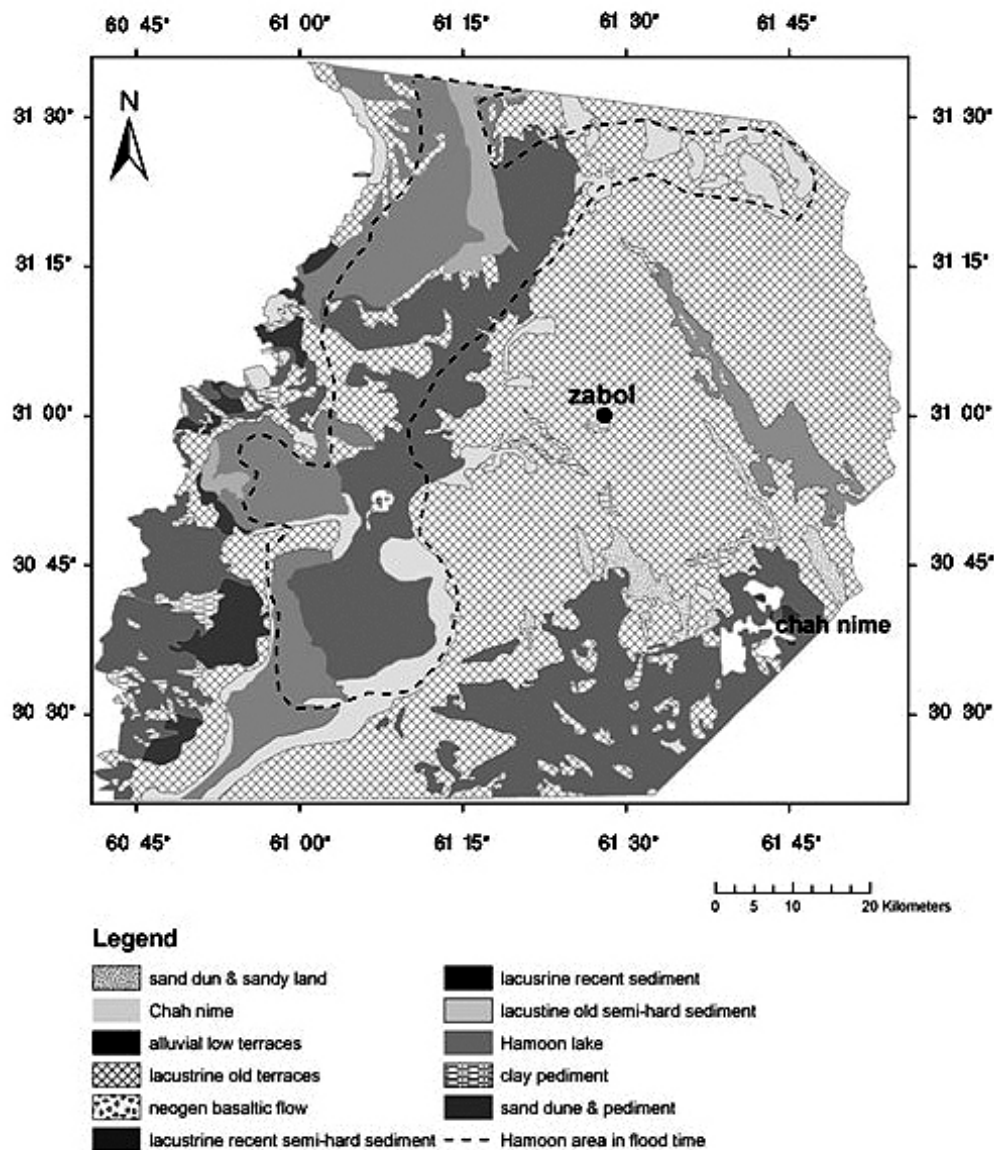 60 45" 61 00" 61 15" 61 30" 61 45"
N
31 30" 31 30"
31 15" 31 15"
31 00" 31 00"
zabol
30 45" 30 45"
chah nime
30 30" 30 30"
60 45" 61 00" 61 15" 61 30" 61 45"
0 5 10 20 Kilometers
Legend
sand dun & sandy land
Chah nime
alluvial low terraces
lacustrine old terraces
neogen basaltic flow
lacustrine recent semi-hard sediment
lacusrine recent sediment
lacustine old semi-hard sediment
Hamoon lake
clay pediment
sand dune & pediment
Hamoon area in flood time